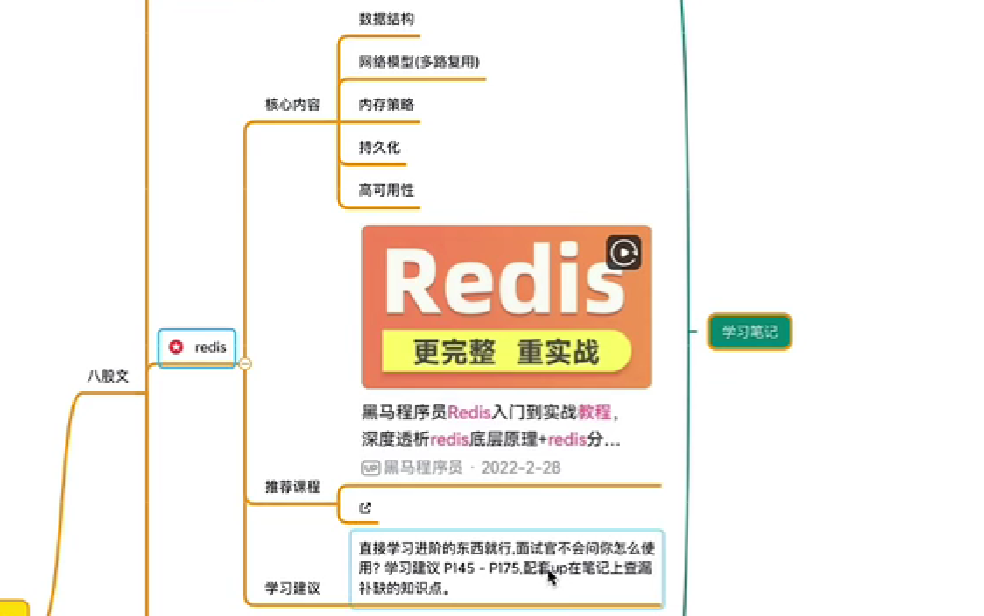 数据结构
网络模型(多路复用)
核心内容
内存策略
持久化
高可用性
Redis
更完整 重实战
学习笔记
redis
八股文
黑马程序员Redis入门到实战教程，
深度透析redis底层原理+redis分...
UP 黑马程序员 · 2022-2-28
推荐课程
直接学习进阶的东西就行,面试官不会问你怎么使
用? 学习建议 P145 - P175,配套up在笔记上查漏
补缺的知识点。
学习建议